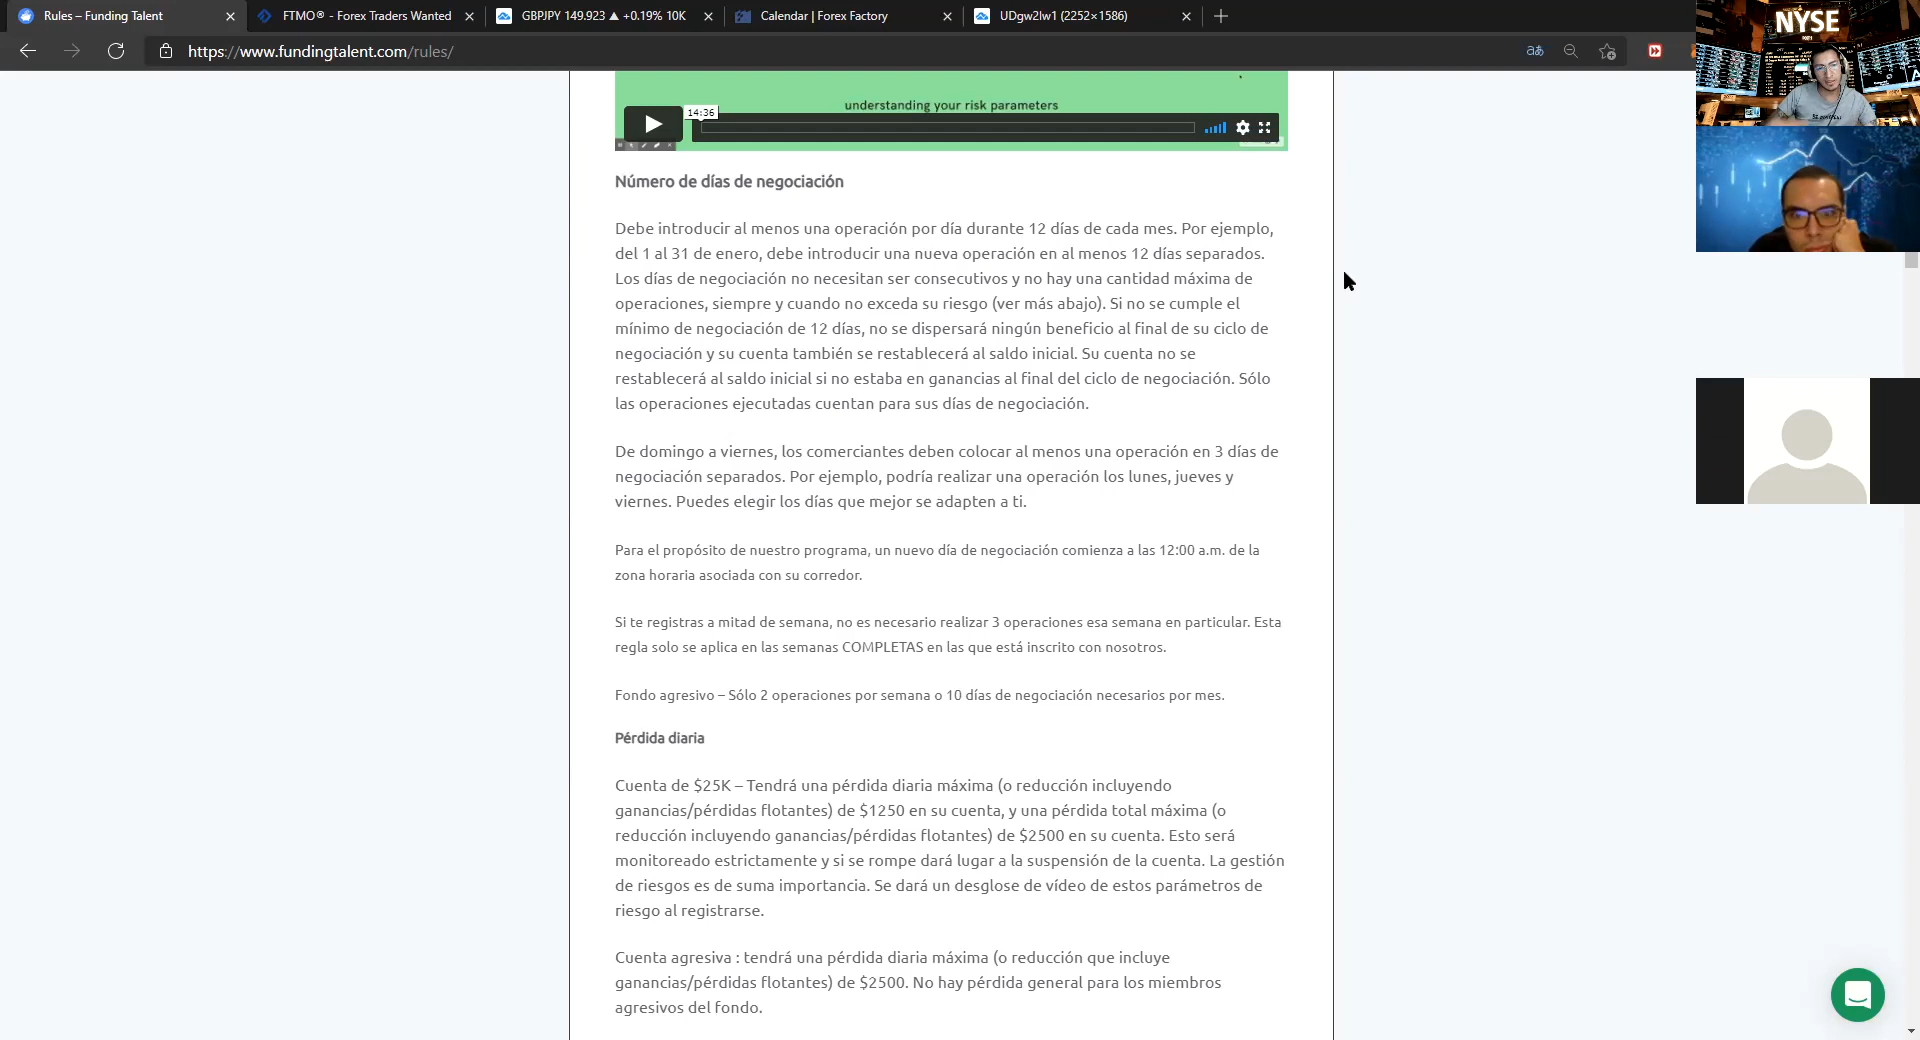 Rules – Funding Talent
FTMO® - Forex Traders Wanted
GBPJPY 149.923 ▲ +0.19% 10K
Calendar | Forex Factory
UDgw2lw1 (2252×1586)
https://www.fundingtalent.com/rules/
NYSE
understanding your risk parameters
14:36
Número de días de negociación
Debe introducir al menos una operación por día durante 12 días de cada mes. Por ejemplo,
del 1 al 31 de enero, debe introducir una nueva operación en al menos 12 días separados.
Los días de negociación no necesitan ser consecutivos y no hay una cantidad máxima de
operaciones, siempre y cuando no exceda su riesgo (ver más abajo). Si no se cumple el
mínimo de negociación de 12 días, no se dispersará ningún beneficio al final de su ciclo de
negociación y su cuenta también se restablecerá al saldo inicial. Su cuenta no se
restablecerá al saldo inicial si no estaba en ganancias al final del ciclo de negociación. Sólo
las operaciones ejecutadas cuentan para sus días de negociación.
De domingo a viernes, los comerciantes deben colocar al menos una operación en 3 días de
negociación separados. Por ejemplo, podría realizar una operación los lunes, jueves y
viernes. Puedes elegir los días que mejor se adapten a ti.
Para el propósito de nuestro programa, un nuevo día de negociación comienza a las 12:00 a.m. de la
zona horaria asociada con su corredor.
Si te registras a mitad de semana, no es necesario realizar 3 operaciones esa semana en particular. Esta
regla solo se aplica en las semanas COMPLETAS en las que está inscrito con nosotros.
Fondo agresivo – Sólo 2 operaciones por semana o 10 días de negociación necesarios por mes.
Pérdida diaria
Cuenta de $25K – Tendrá una pérdida diaria máxima (o reducción incluyendo
ganancias/pérdidas flotantes) de $1250 en su cuenta, y una pérdida total máxima (o
reducción incluyendo ganancias/pérdidas flotantes) de $2500 en su cuenta. Esto será
monitoreado estrictamente y si se rompe dará lugar a la suspensión de la cuenta. La gestión
de riesgos es de suma importancia. Se dará un desglose de vídeo de estos parámetros de
riesgo al registrarse.
Cuenta agresiva : tendrá una pérdida diaria máxima (o reducción que incluye
ganancias/pérdidas flotantes) de $2500. No hay pérdida general para los miembros
agresivos del fondo.